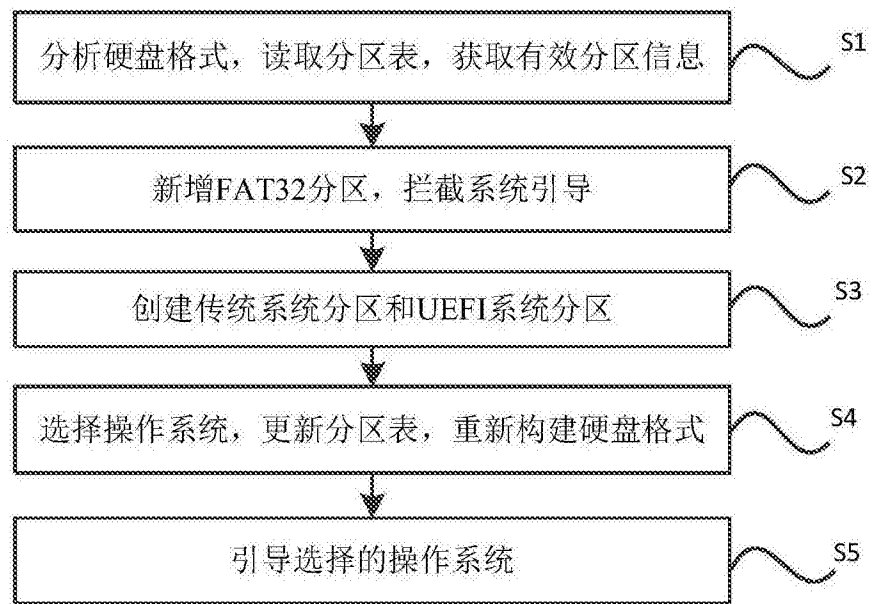 分析硬盘格式，读取分区表，获取有效分区信息
S1
新增FAT32分区，拦截系统引导
S2
创建传统系统分区和UEFI系统分区
S3
选择操作系统，更新分区表，重新构建硬盘格式
S4
引导选择的操作系统
S5